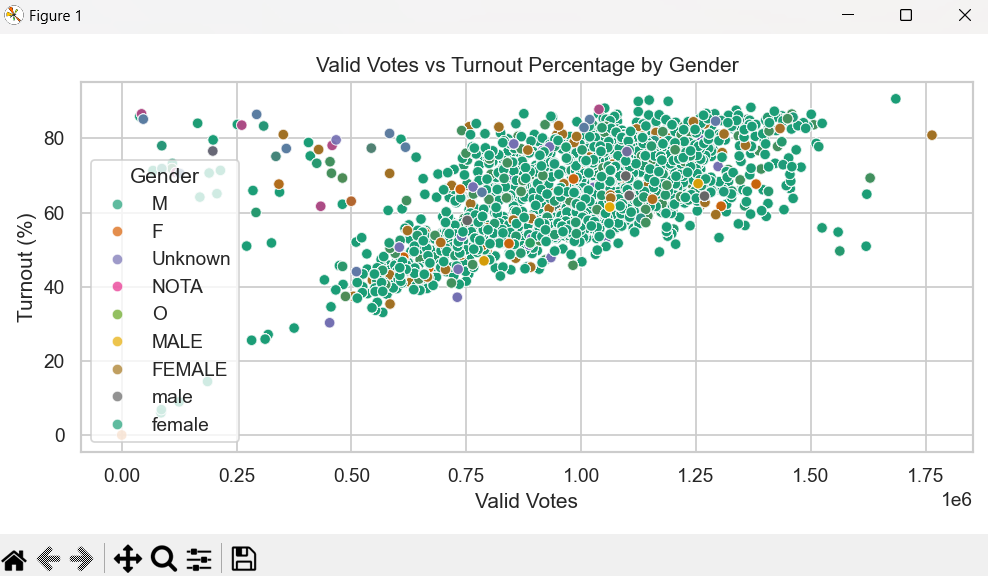 Figure 1
Valid Votes vs Turnout Percentage by Gender
Turnout (%)
80
60
40
20
0
Gender
M
F
Unknown
NOTA
O
MALE
FEMALE
male
female
0.00 0.25 0.50 0.75 1.00 1.25 1.50 1.75
1e6
Valid Votes